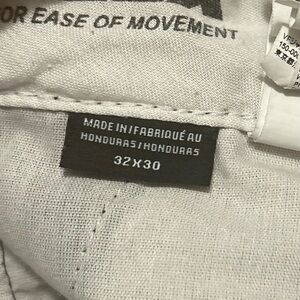 OR EASE OF MOVEMENT
MADE IN/FABRIQUÉ AU
HONDURAS/HONDURAS
32X30